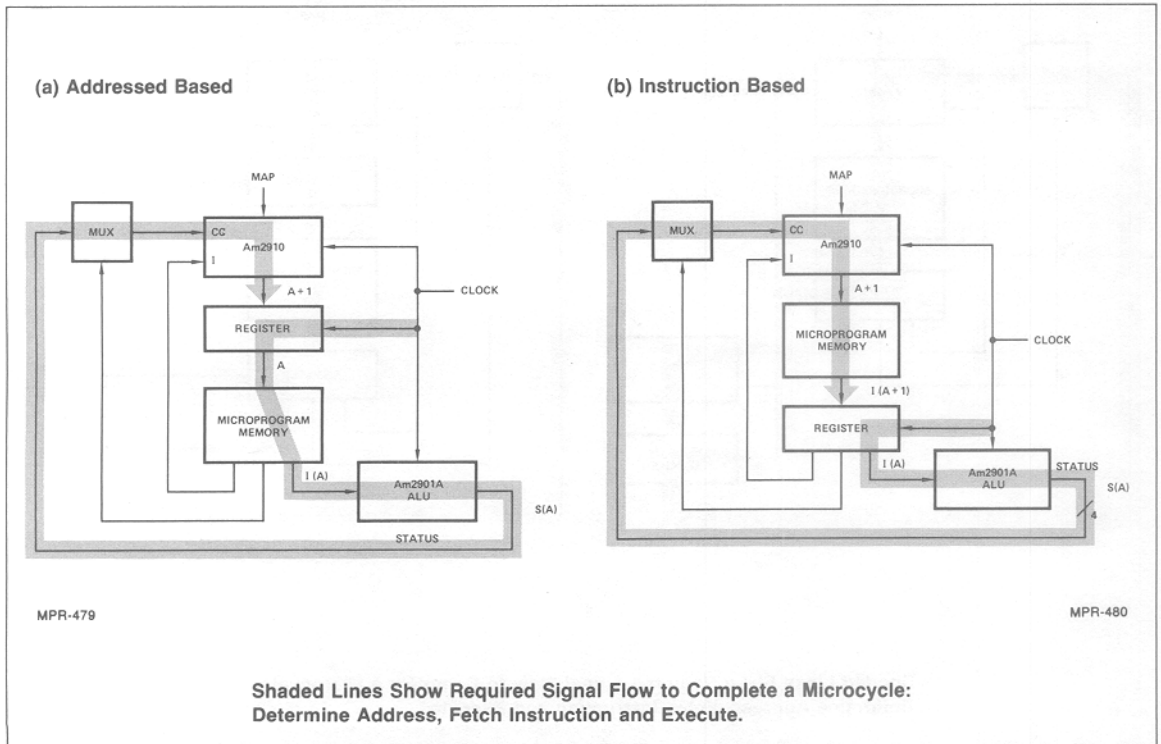 (a) Addressed Based
MAP
MUX
CC
Am2910
I
A + 1
CLOCK
REGISTER
A
MICROPROGRAM
MEMORY
I (A)
Am2901A
ALU
S(A)
STATUS
MPR-479
(b) Instruction Based
MAP
MUX
CC
Am2910
I
A + 1
MICROPROGRAM
MEMORY
CLOCK
I (A + 1)
REGISTER
I (A)
Am2901A
ALU
STATUS
S(A)
4
MPR-480
Shaded Lines Show Required Signal Flow to Complete a Microcycle:
Determine Address, Fetch Instruction and Execute.